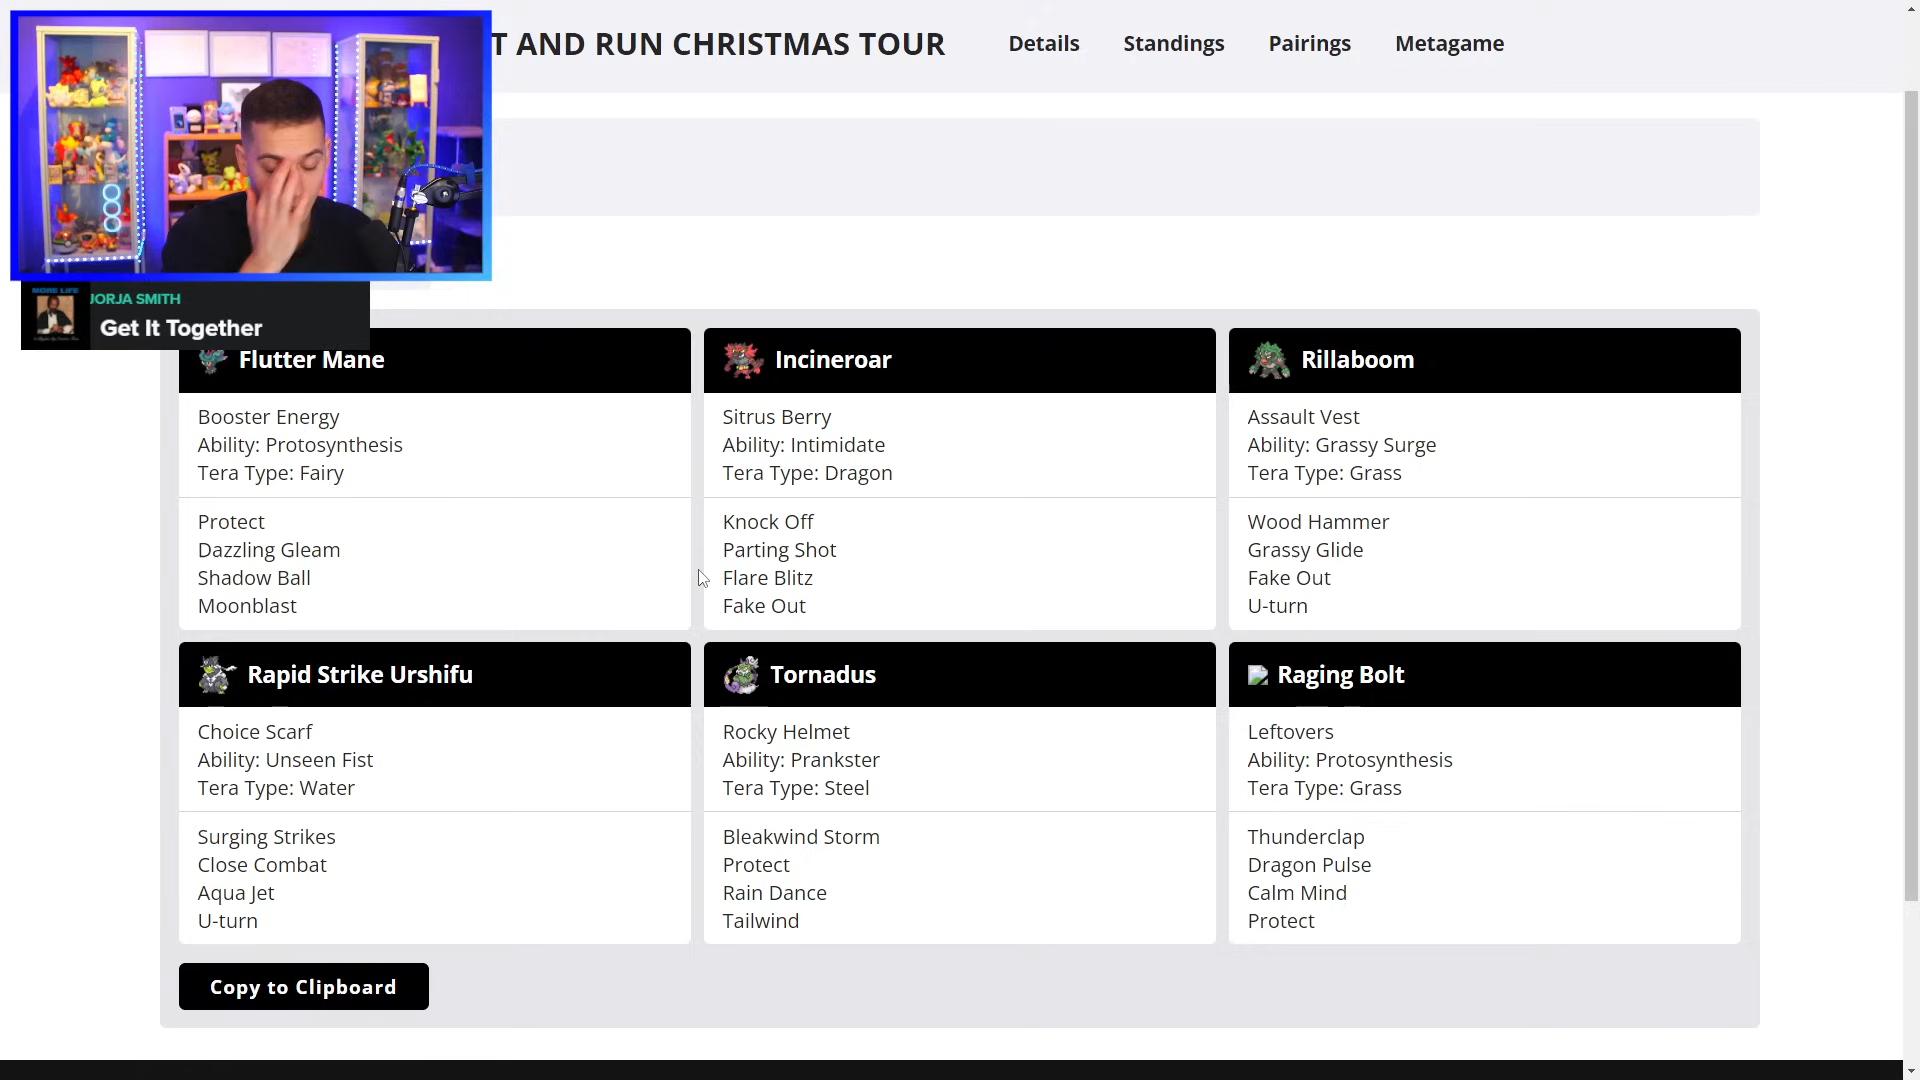 T AND RUN CHRISTMAS TOUR
Details
Standings
Pairings
Metagame
MORE LIFE
JORJA SMITH
Get It Together
Flutter Mane
Booster Energy
Ability: Protosynthesis
Tera Type: Fairy
Protect
Dazzling Gleam
Shadow Ball
Moonblast
Incineroar
Sitrus Berry
Ability: Intimidate
Tera Type: Dragon
Knock Off
Parting Shot
Flare Blitz
Fake Out
Rillaboom
Assault Vest
Ability: Grassy Surge
Tera Type: Grass
Wood Hammer
Grassy Glide
Fake Out
U-turn
Rapid Strike Urshifu
Choice Scarf
Ability: Unseen Fist
Tera Type: Water
Surging Strikes
Close Combat
Aqua Jet
U-turn
Tornadus
Rocky Helmet
Ability: Prankster
Tera Type: Steel
Bleakwind Storm
Protect
Rain Dance
Tailwind
Raging Bolt
Leftovers
Ability: Protosynthesis
Tera Type: Grass
Thunderclap
Dragon Pulse
Calm Mind
Protect
Copy to Clipboard